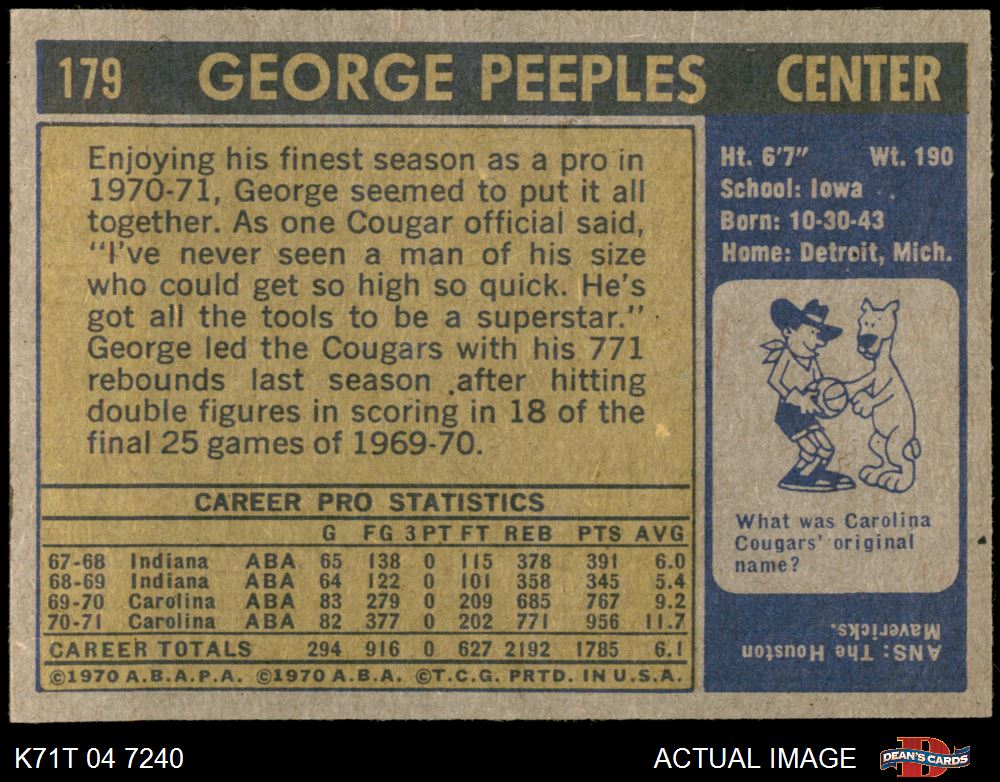 179 GEORGE PEEPLES CENTER
Enjoying his finest season as a pro in
1970-71, George seemed to put it all
together. As one Cougar official said,
"I've never seen a man of his size
who could get so high so quick. He's
got all the tools to be a superstar."
George led the Cougars with his 771
rebounds last season after hitting
double figures in scoring in 18 of the
final 25 games of 1969-70.
Ht. 6'7" Wt. 190
School: Iowa
Born: 10-30-43
Home: Detroit, Mich.
What was Carolina
Cougars' original
name?
ANS: The Houston
Mavericks.
CAREER PRO STATISTICS
G FG 3PT FT REB PTS AVG
67-68 Indiana ABA 65 138 0 115 378 391 6.0
68-69 Indiana ABA 64 122 0 101 358 345 5.4
69-70 Carolina ABA 83 279 0 209 685 767 9.2
70-71 Carolina ABA 82 377 0 202 771 956 11.7
CAREER TOTALS 294 916 0 627 2192 1785 6.1
©1970 A.B.A.P.A. ©1970 A.B.A. ©T.C.G. PRTD. IN U.S.A.
K71T 04 7240 ACTUAL IMAGE DEAN'S CARDS